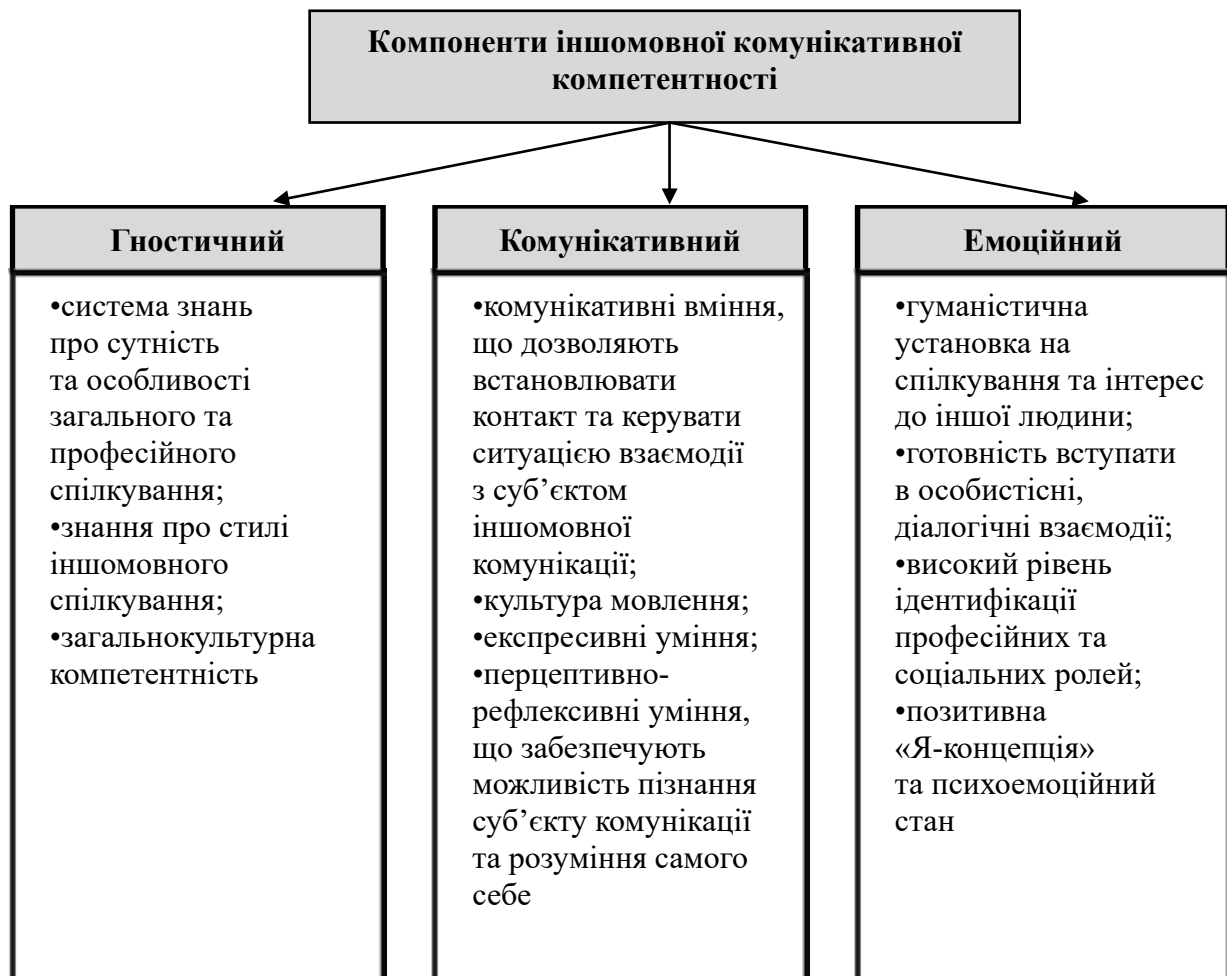 Компоненти іншомовної комунікативної
компетентності
Гностичний
•система знань
про сутність
та особливості
загального та
професійного
спілкування;
•знання про стилі
іншомовного
спілкування;
•загальнокультурна
компетентність
Комунікативний
•комунікативні вміння,
що дозволяють
встановлювати
контакт та керувати
ситуацією взаємодії
з суб’єктом
іншомовної
комунікації;
•культура мовлення;
•експресивні уміння;
•перцептивно-
рефлексивні уміння,
що забезпечують
можливість пізнання
суб’єкту комунікації
та розуміння самого
себе
Емоційний
•гуманістична
установка на
спілкування та інтерес
до іншої людини;
•готовність вступати
в особистісні,
діалогічні взаємодії;
•високий рівень
ідентифікації
професійних та
соціальних ролей;
•позитивна
«Я-концепція»
та психоемоційний
стан